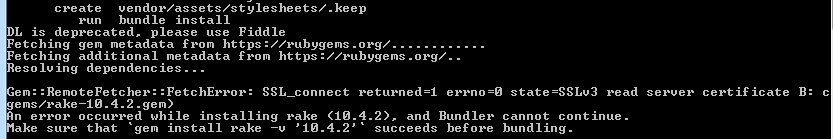 create  vendor/assets/stylesheets/.keep
run  bundle install
DL is deprecated, please use Fiddle
Fetching gem metadata from https://rubygems.org/............
Fetching additional metadata from https://rubygems.org/..
Resolving dependencies...
Gem::RemoteFetcher::FetchError: SSL_connect returned=1 errno=0 state=SSLv3 read server certificate B: c
gems/rake-10.4.2.gem)
An error occurred while installing rake (10.4.2), and Bundler cannot continue.
Make sure that `gem install rake -v '10.4.2'` succeeds before bundling.